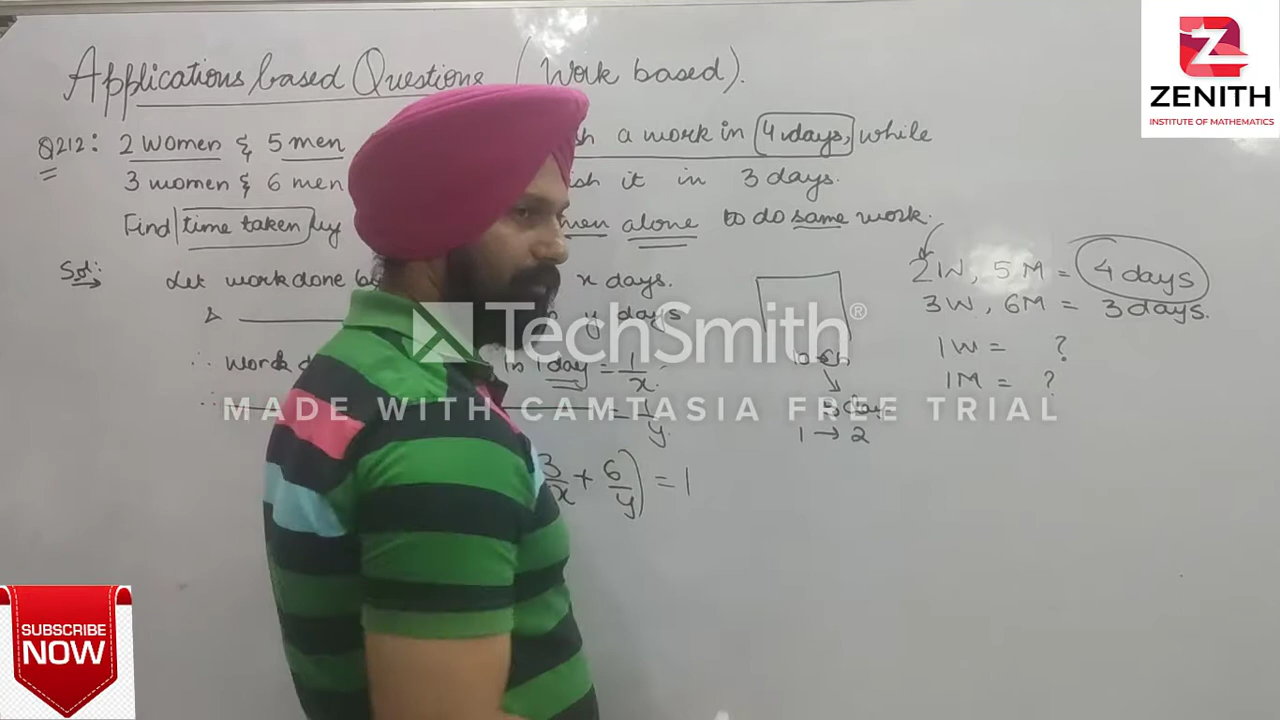 Applications based Questions (Work based).
Q212: 2 women & 5 men a work in 4 days, while
3 women & 6 men it in 3 days.
Find time taken by men alone to do same work.
Sol: Let work done by x days.
& y days
∴ work in 1 day = 1/x
∴ = 1/y.
(3/x + 6/y) = 1
2W, 5M = 4 days
3W, 6M = 3 days.
1W = ?
1M = ?
1 → 2
TechSmith®
MADE WITH CAMTASIA FREE TRIAL
Z
ZENITH
INSTITUTE OF MATHEMATICS
SUBSCRIBE
NOW